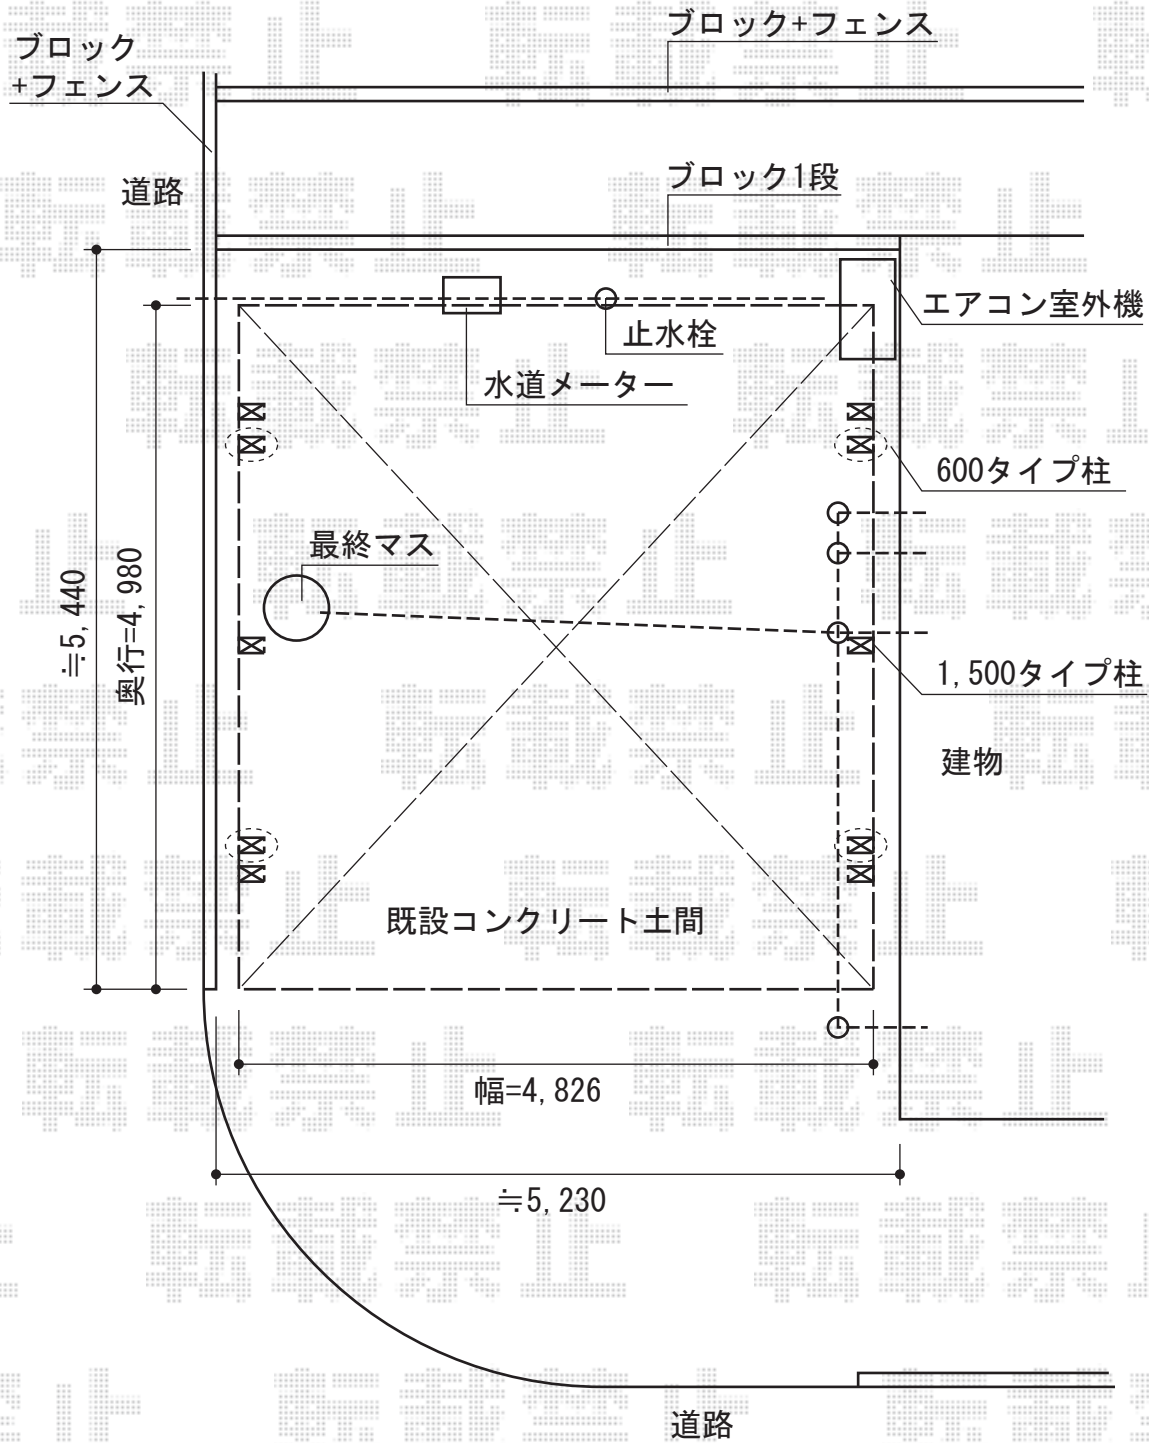 ブロック+フェンス
ブロック
+フェンス
道路
ブロック1段
エアコン室外機
止水栓
水道メーター
600タイプ柱
最終マス
≒5,440
奥行=4,980
1,500タイプ柱
建物
既設コンクリート土間
幅=4,826
≒5,230
道路
転載禁止